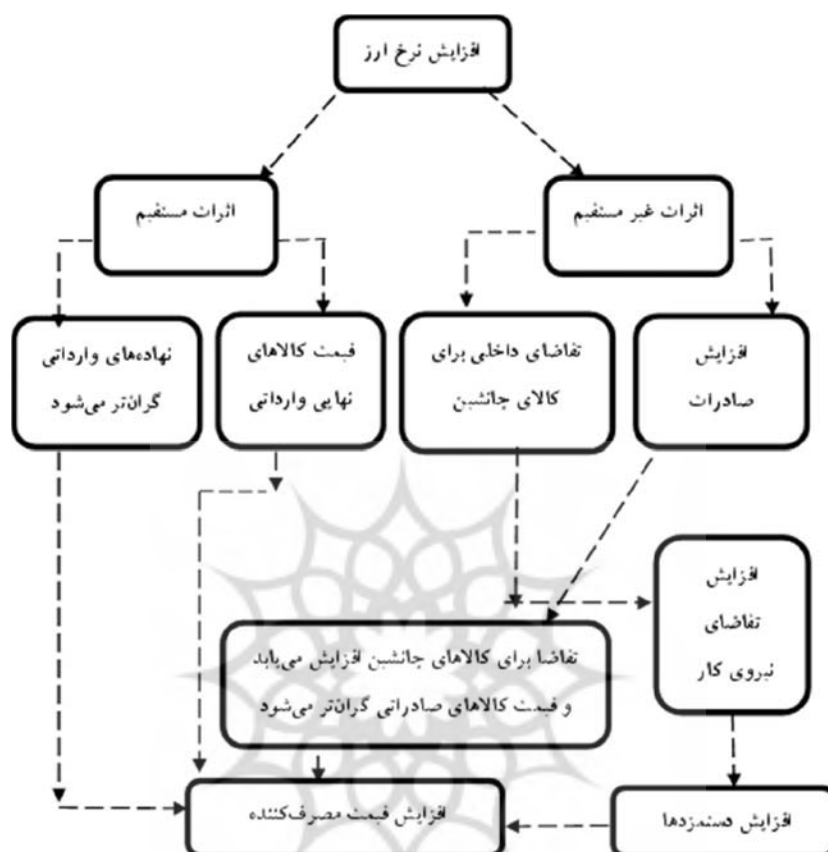 افزایش نرخ ارز
اثرات غیر مستقیم
اثرات مستقیم
افزایش
صادرات
تقاضای داخلی برای
کالای جانشین
قیمت کالاهای
نهایی وارداتی
نهاده‌های وارداتی
گران‌تر می‌شود
افزایش
تقاضای
نیروی کار
تقاضا برای کالاهای جانشین افزایش می‌یابد
و قیمت کالاهای صادراتی گران‌تر می‌شود
افزایش دستمزدها
افزایش قیمت مصرف‌کننده